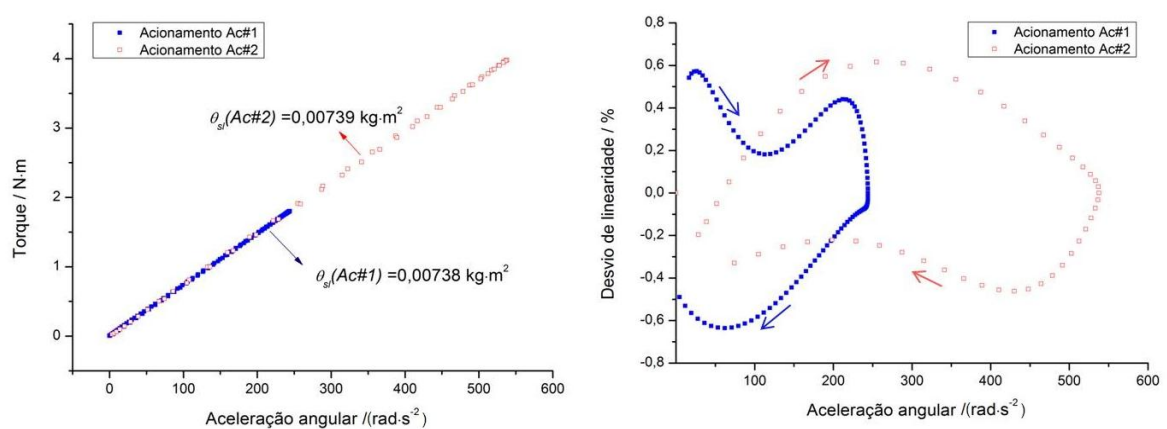 Acionamento Ac#1
Acionamento Ac#2
4
3
2
1
0
Torque / N·m
θsl(Ac#2) =0,00739 kg·m²
θsl(Ac#1) =0,00738 kg·m²
0 100 200 300 400 500 600
Aceleração angular /(rad·s⁻²)
Acionamento Ac#1
Acionamento Ac#2
0,8
0,6
0,4
0,2
0,0
-0,2
-0,4
-0,6
-0,8
Desvio de linearidade / %
100 200 300 400 500 600
Aceleração angular /(rad·s⁻²)